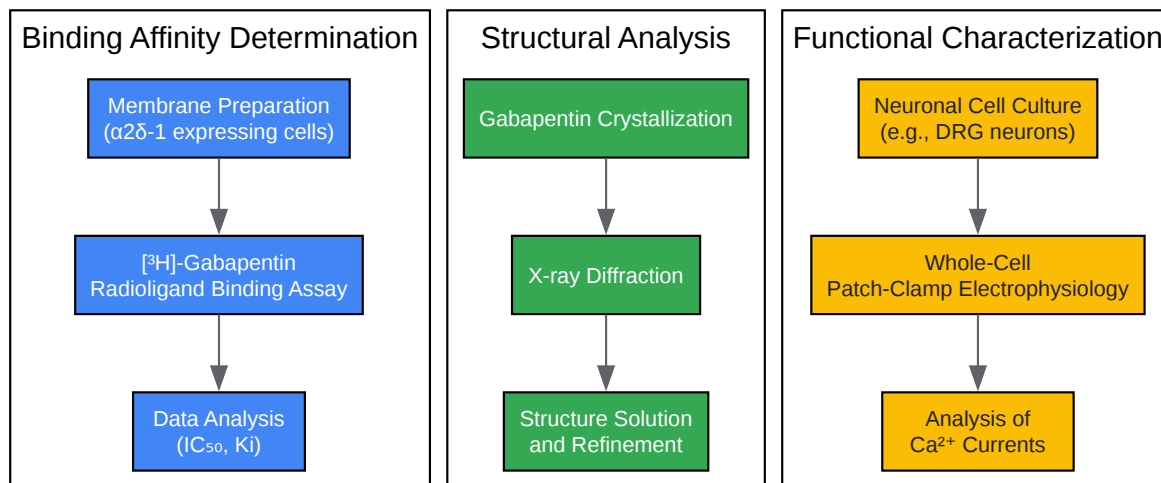 Binding Affinity Determination
Membrane Preparation
(α2δ-1 expressing cells)
[³H]-Gabapentin
Radioligand Binding Assay
Data Analysis
(IC₅₀, Ki)
Structural Analysis
Gabapentin Crystallization
X-ray Diffraction
Structure Solution
and Refinement
Functional Characterization
Neuronal Cell Culture
(e.g., DRG neurons)
Whole-Cell
Patch-Clamp Electrophysiology
Analysis of
Ca²⁺ Currents